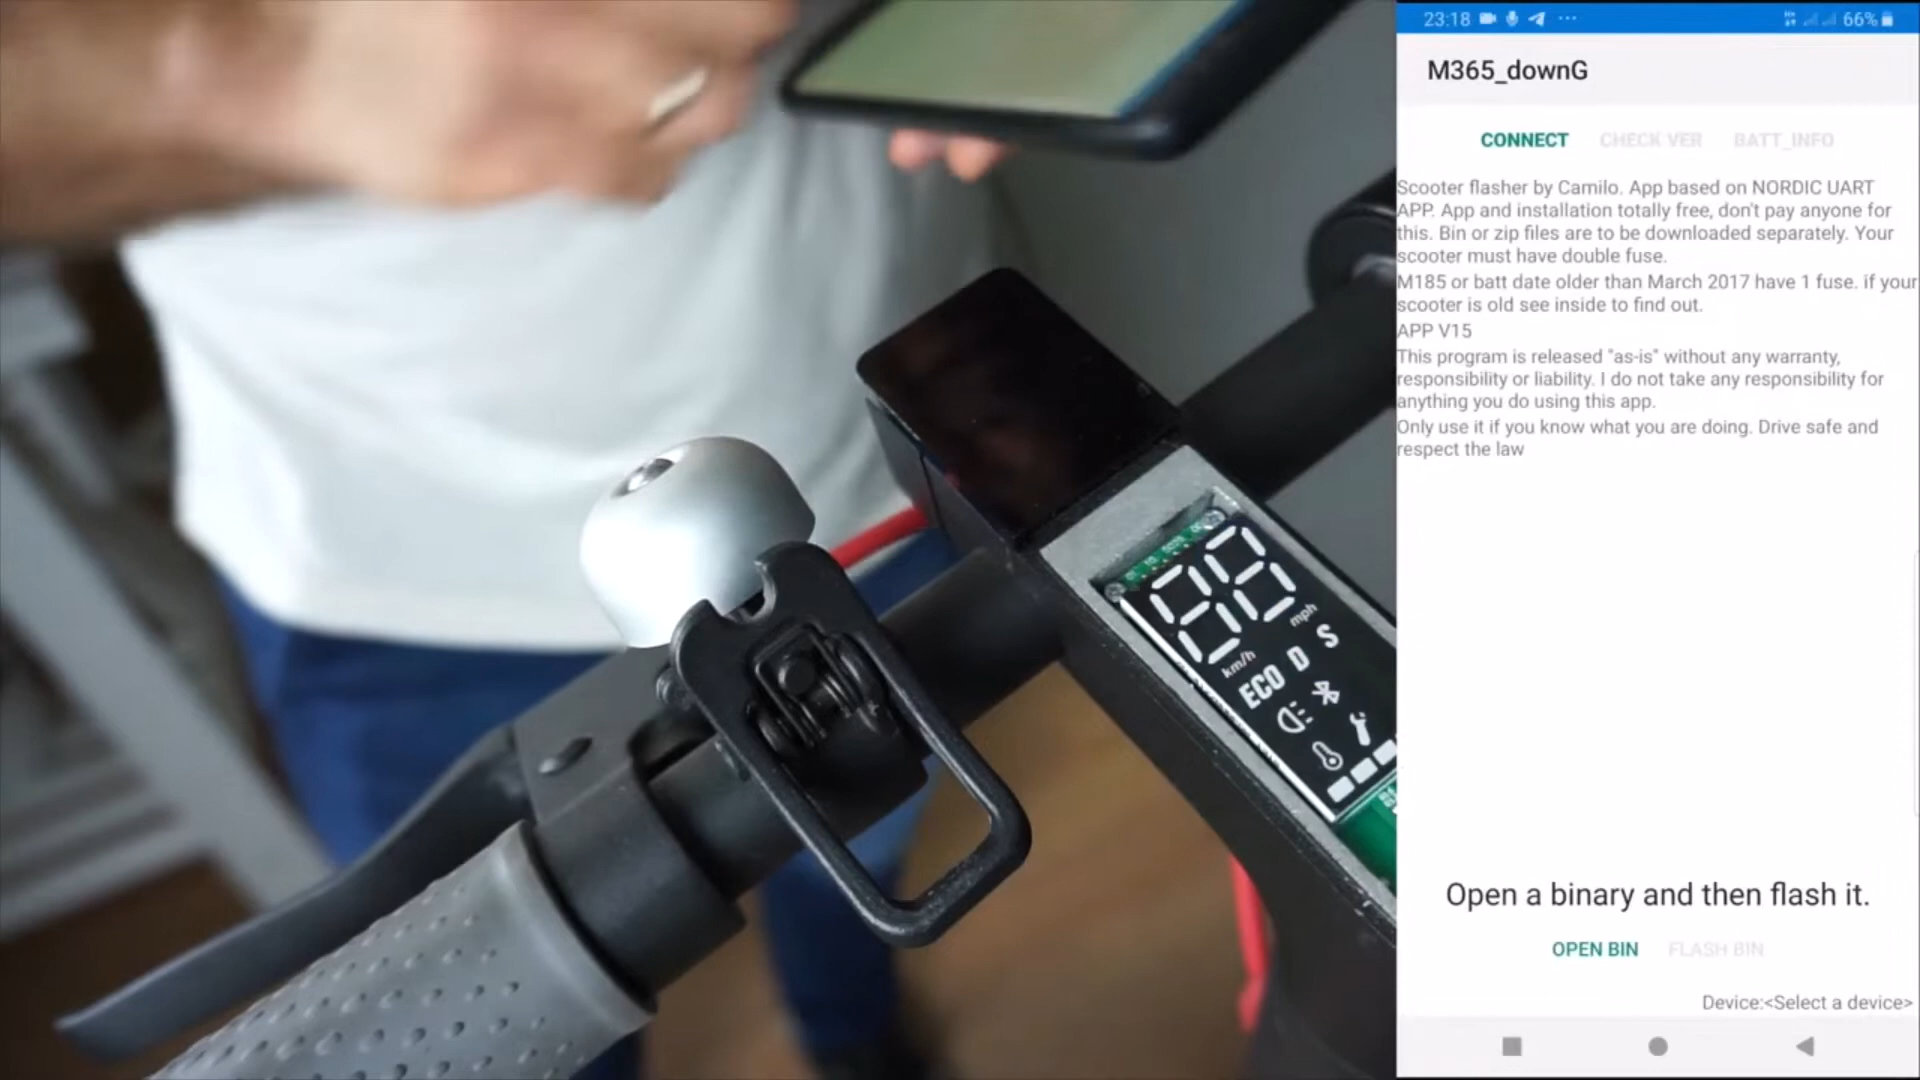 23:18
66%
M365_downG
CONNECT CHECK VER BATT_INFO
Scooter flasher by Camilo. App based on NORDIC UART
APP. App and installation totally free, don't pay anyone for
this. Bin or zip files are to be downloaded separately. Your
scooter must have double fuse.
M185 or batt date older than March 2017 have 1 fuse. if your
scooter is old see inside to find out.
APP V15
This program is released "as-is" without any warranty,
responsibility or liability. I do not take any responsibility for
anything you do using this app.
Only use it if you know what you are doing. Drive safe and
respect the law
88
mph
km/h
ECO D S
Open a binary and then flash it.
OPEN BIN FLASH BIN
Device:<Select a device>